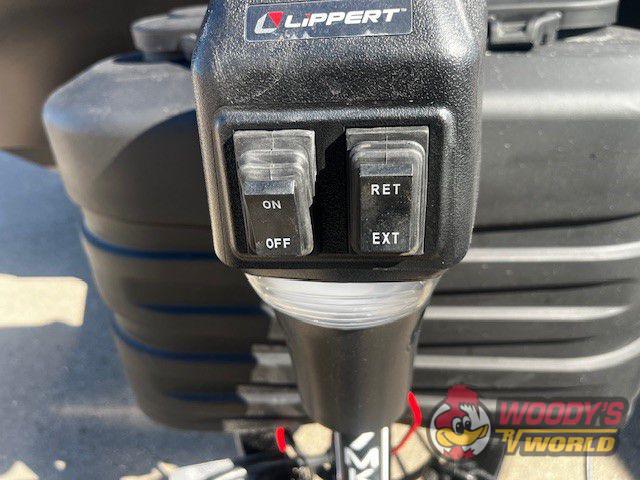 LIPPERT
ON
OFF
RET
EXT
WOODY'S
RV WORLD